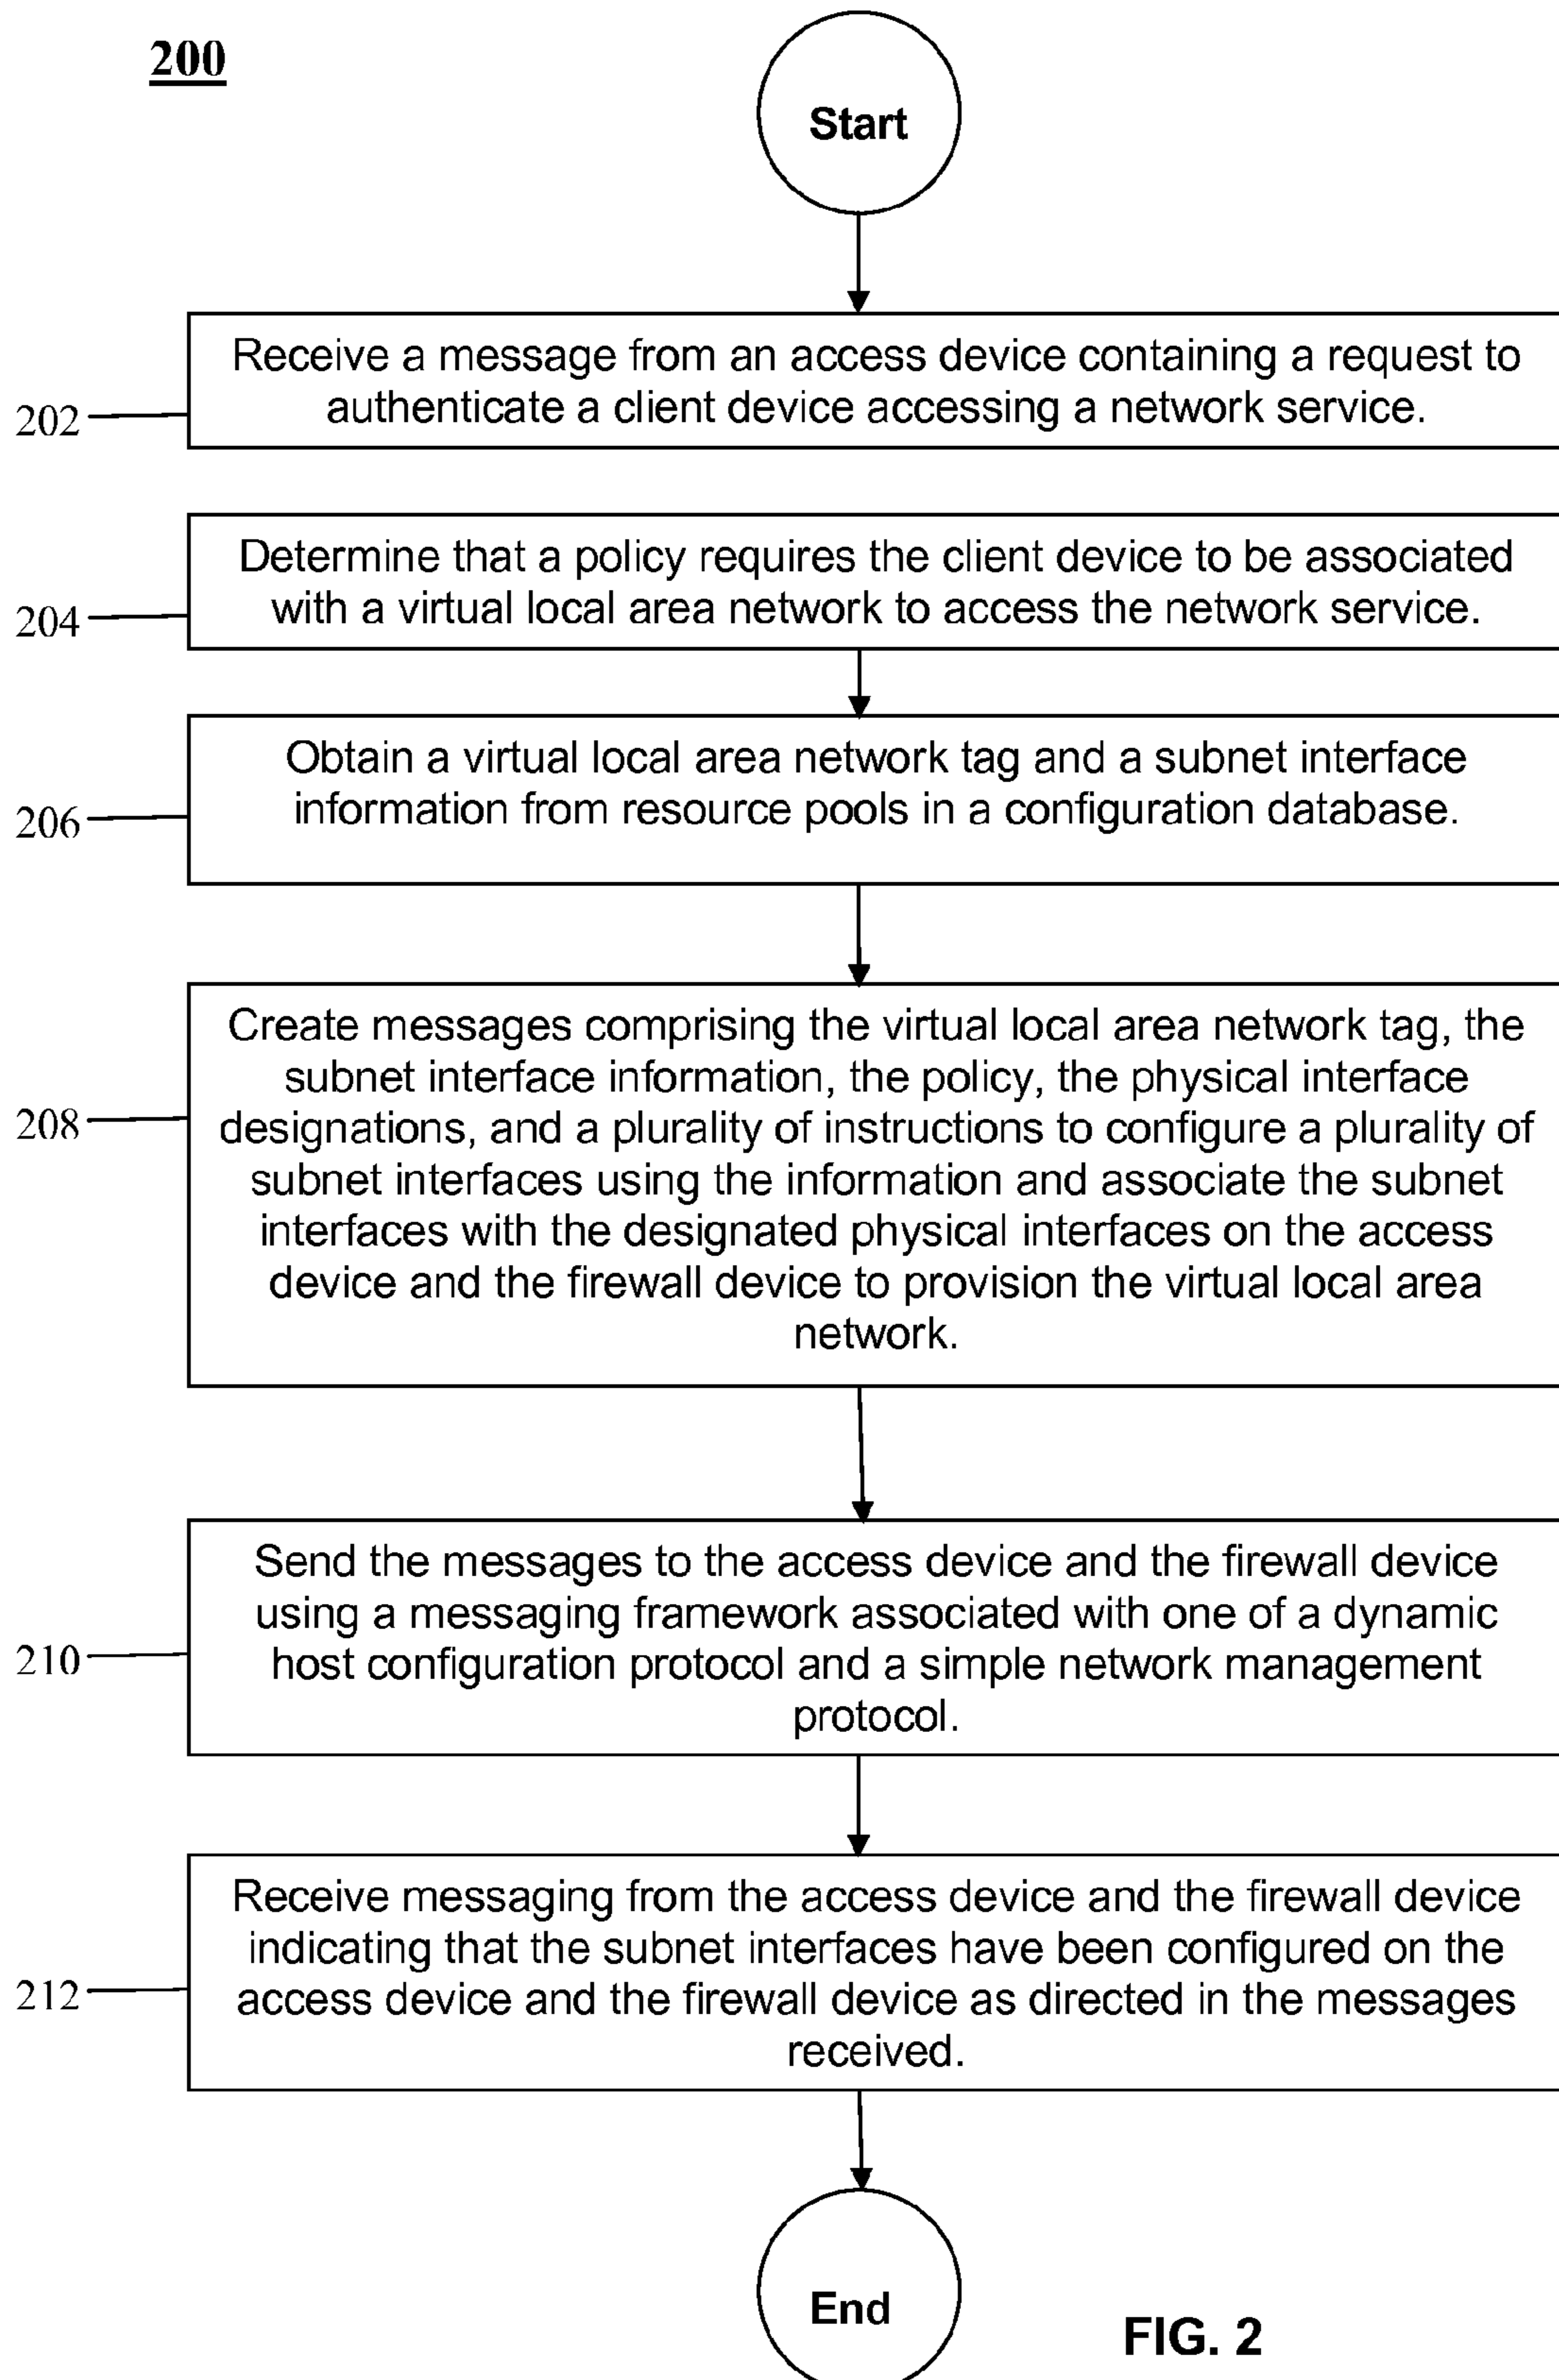 200
Start
Receive a message from an access device containing a request to
authenticate a client device accessing a network service.
202
Determine that a policy requires the client device to be associated
with a virtual local area network to access the network service.
204
Obtain a virtual local area network tag and a subnet interface
information from resource pools in a configuration database.
206
Create messages comprising the virtual local area network tag, the
subnet interface information, the policy, the physical interface
designations, and a plurality of instructions to configure a plurality of
subnet interfaces using the information and associate the subnet
interfaces with the designated physical interfaces on the access
device and the firewall device to provision the virtual local area
network.
208
Send the messages to the access device and the firewall device
using a messaging framework associated with one of a dynamic
host configuration protocol and a simple network management
protocol.
210
Receive messaging from the access device and the firewall device
indicating that the subnet interfaces have been configured on the
access device and the firewall device as directed in the messages
received.
212
End
FIG. 2